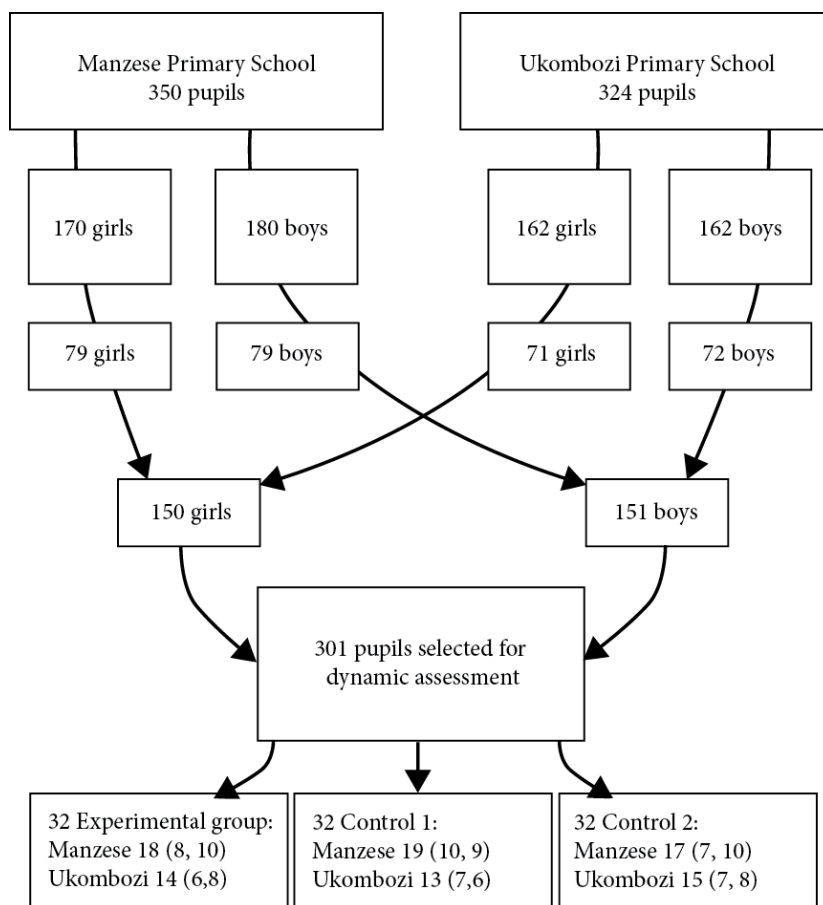 Manzese Primary School
350 pupils
Ukombozi Primary School
324 pupils
170 girls
180 boys
162 girls
162 boys
79 girls
79 boys
71 girls
72 boys
150 girls
151 boys
301 pupils selected for
dynamic assessment
32 Experimental group:
Manzese 18 (8, 10)
Ukombozi 14 (6,8)
32 Control 1:
Manzese 19 (10, 9)
Ukombozi 13 (7,6)
32 Control 2:
Manzese 17 (7, 10)
Ukombozi 15 (7, 8)